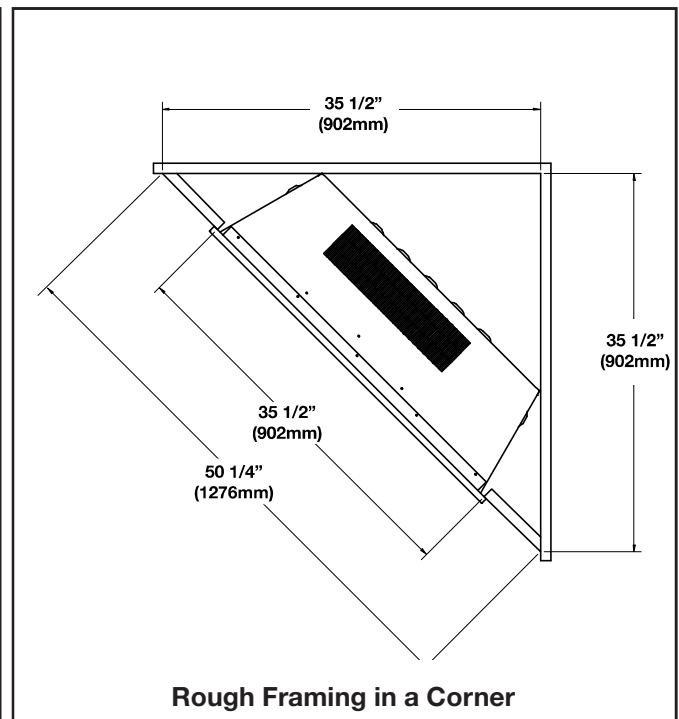 35 1/2”
(902mm)
35 1/2”
(902mm)
35 1/2”
(902mm)
50 1/4”
(1276mm)
Rough Framing in a Corner